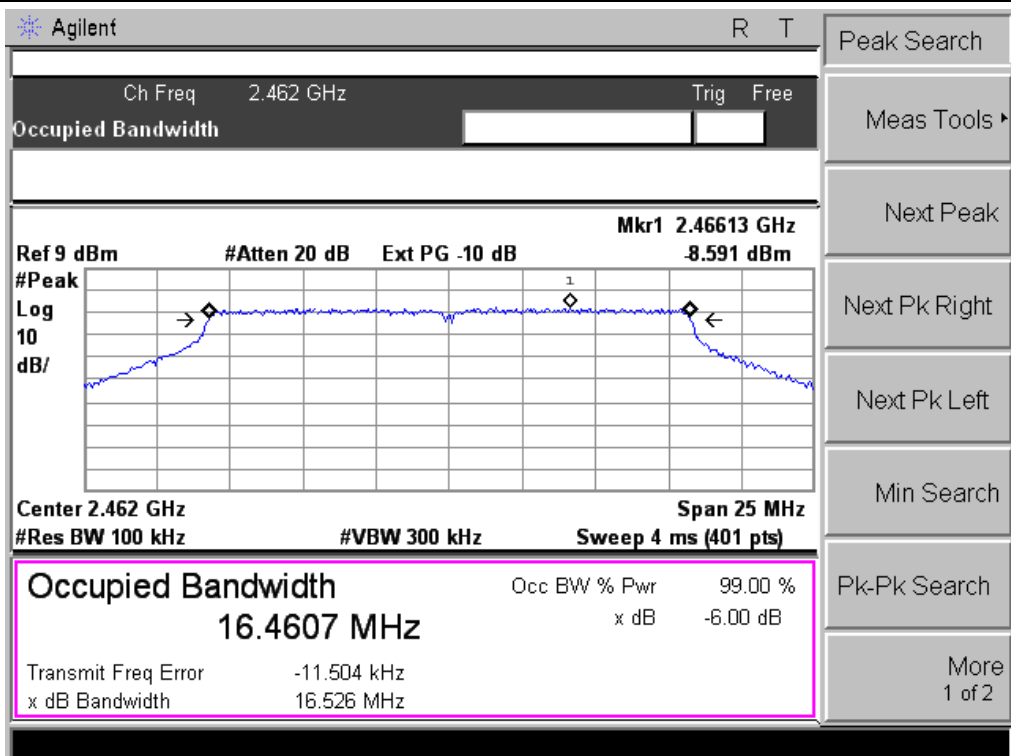 Agilent R T
Ch Freq 2.462 GHz Trig Free
Occupied Bandwidth
Mkr1 2.46613 GHz
Ref 9 dBm #Atten 20 dB Ext PG -10 dB -8.591 dBm
#Peak
Log
10
dB/
1
Center 2.462 GHz Span 25 MHz
#Res BW 100 kHz #VBW 300 kHz Sweep 4 ms (401 pts)
Occupied Bandwidth Occ BW % Pwr 99.00 %
16.4607 MHz x dB -6.00 dB
Transmit Freq Error -11.504 kHz
x dB Bandwidth 16.526 MHz
Peak Search
Meas Tools
Next Peak
Next Pk Right
Next Pk Left
Min Search
Pk-Pk Search
More
1 of 2